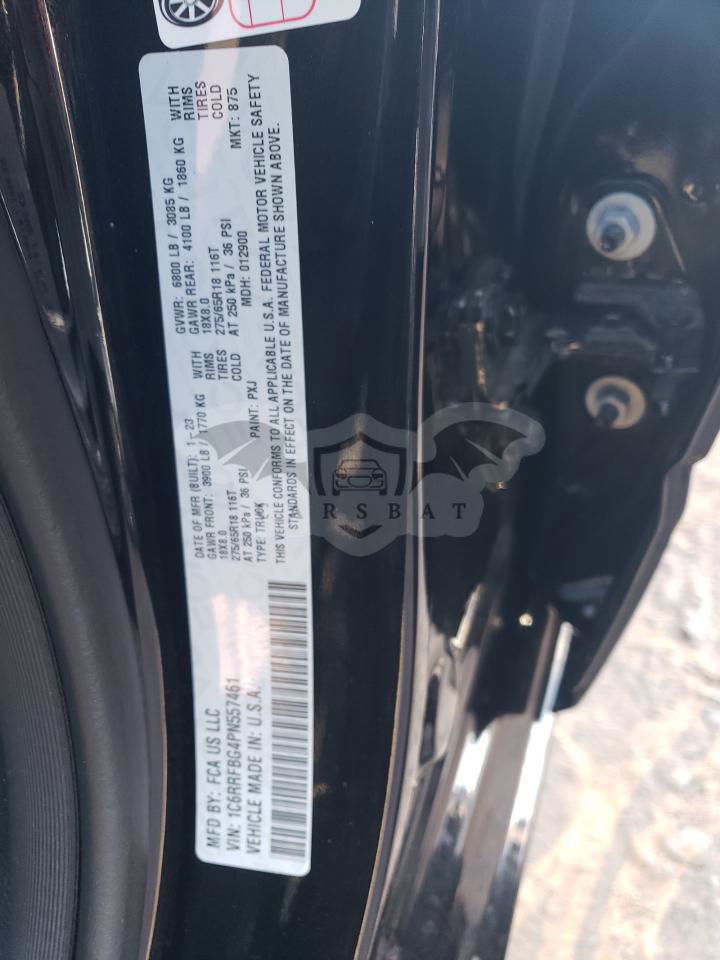 MFD BY: FCA US LLC
DATE OF MFR (BUILT): 1-23
GVWR: 6800 LB / 3085 KG
GAWR FRONT: 3900 LB / 1770 KG WITH
GAWR REAR: 4100 LB / 1860 KG WITH
18X8.0 RIMS
18X8.0 RIMS
275/65R18 116T TIRES
275/65R18 116T TIRES
AT 250 kPa / 36 PSI COLD
AT 250 kPa / 36 PSI COLD
VIN: 1C6RRFBG4PN557461
TYPE: TRUCK
PAINT: PXJ
MDH: 012900
MKT: 875
VEHICLE MADE IN: U.S.A.
THIS VEHICLE CONFORMS TO ALL APPLICABLE U.S.A. FEDERAL MOTOR VEHICLE SAFETY
STANDARDS IN EFFECT ON THE DATE OF MANUFACTURE SHOWN ABOVE.
RSBAT